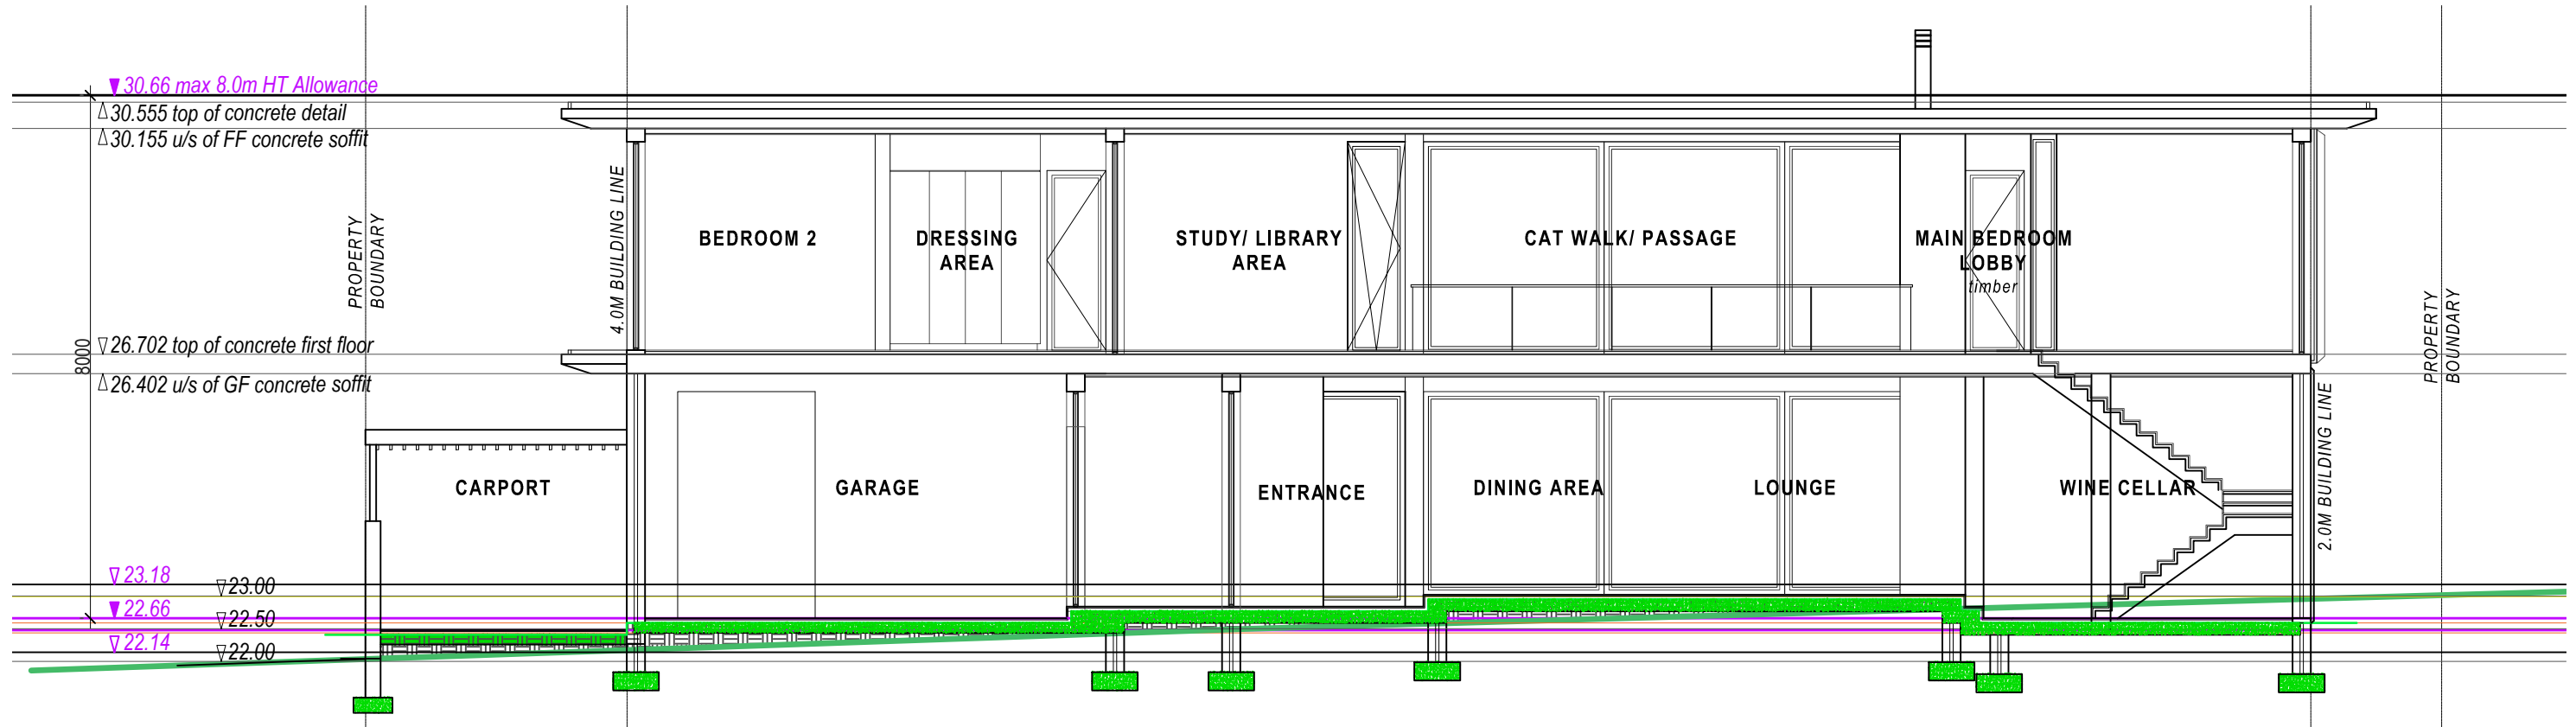 30.66 max 8.0m HT Allowance
30.555 top of concrete detail
30.155 u/s of FF concrete soffit
PROPERTY
BOUNDARY
4.0M BUILDING LINE
BEDROOM 2
DRESSING
AREA
STUDY/ LIBRARY
AREA
CAT WALK/ PASSAGE
MAIN BEDROOM
LOBBY
timber
PROPERTY
BOUNDARY
8000
26.702 top of concrete first floor
26.402 u/s of GF concrete soffit
CARPORT
GARAGE
ENTRANCE
DINING AREA
LOUNGE
WINE CELLAR
2.0M BUILDING LINE
23.18
23.00
22.66
22.50
22.14
22.00